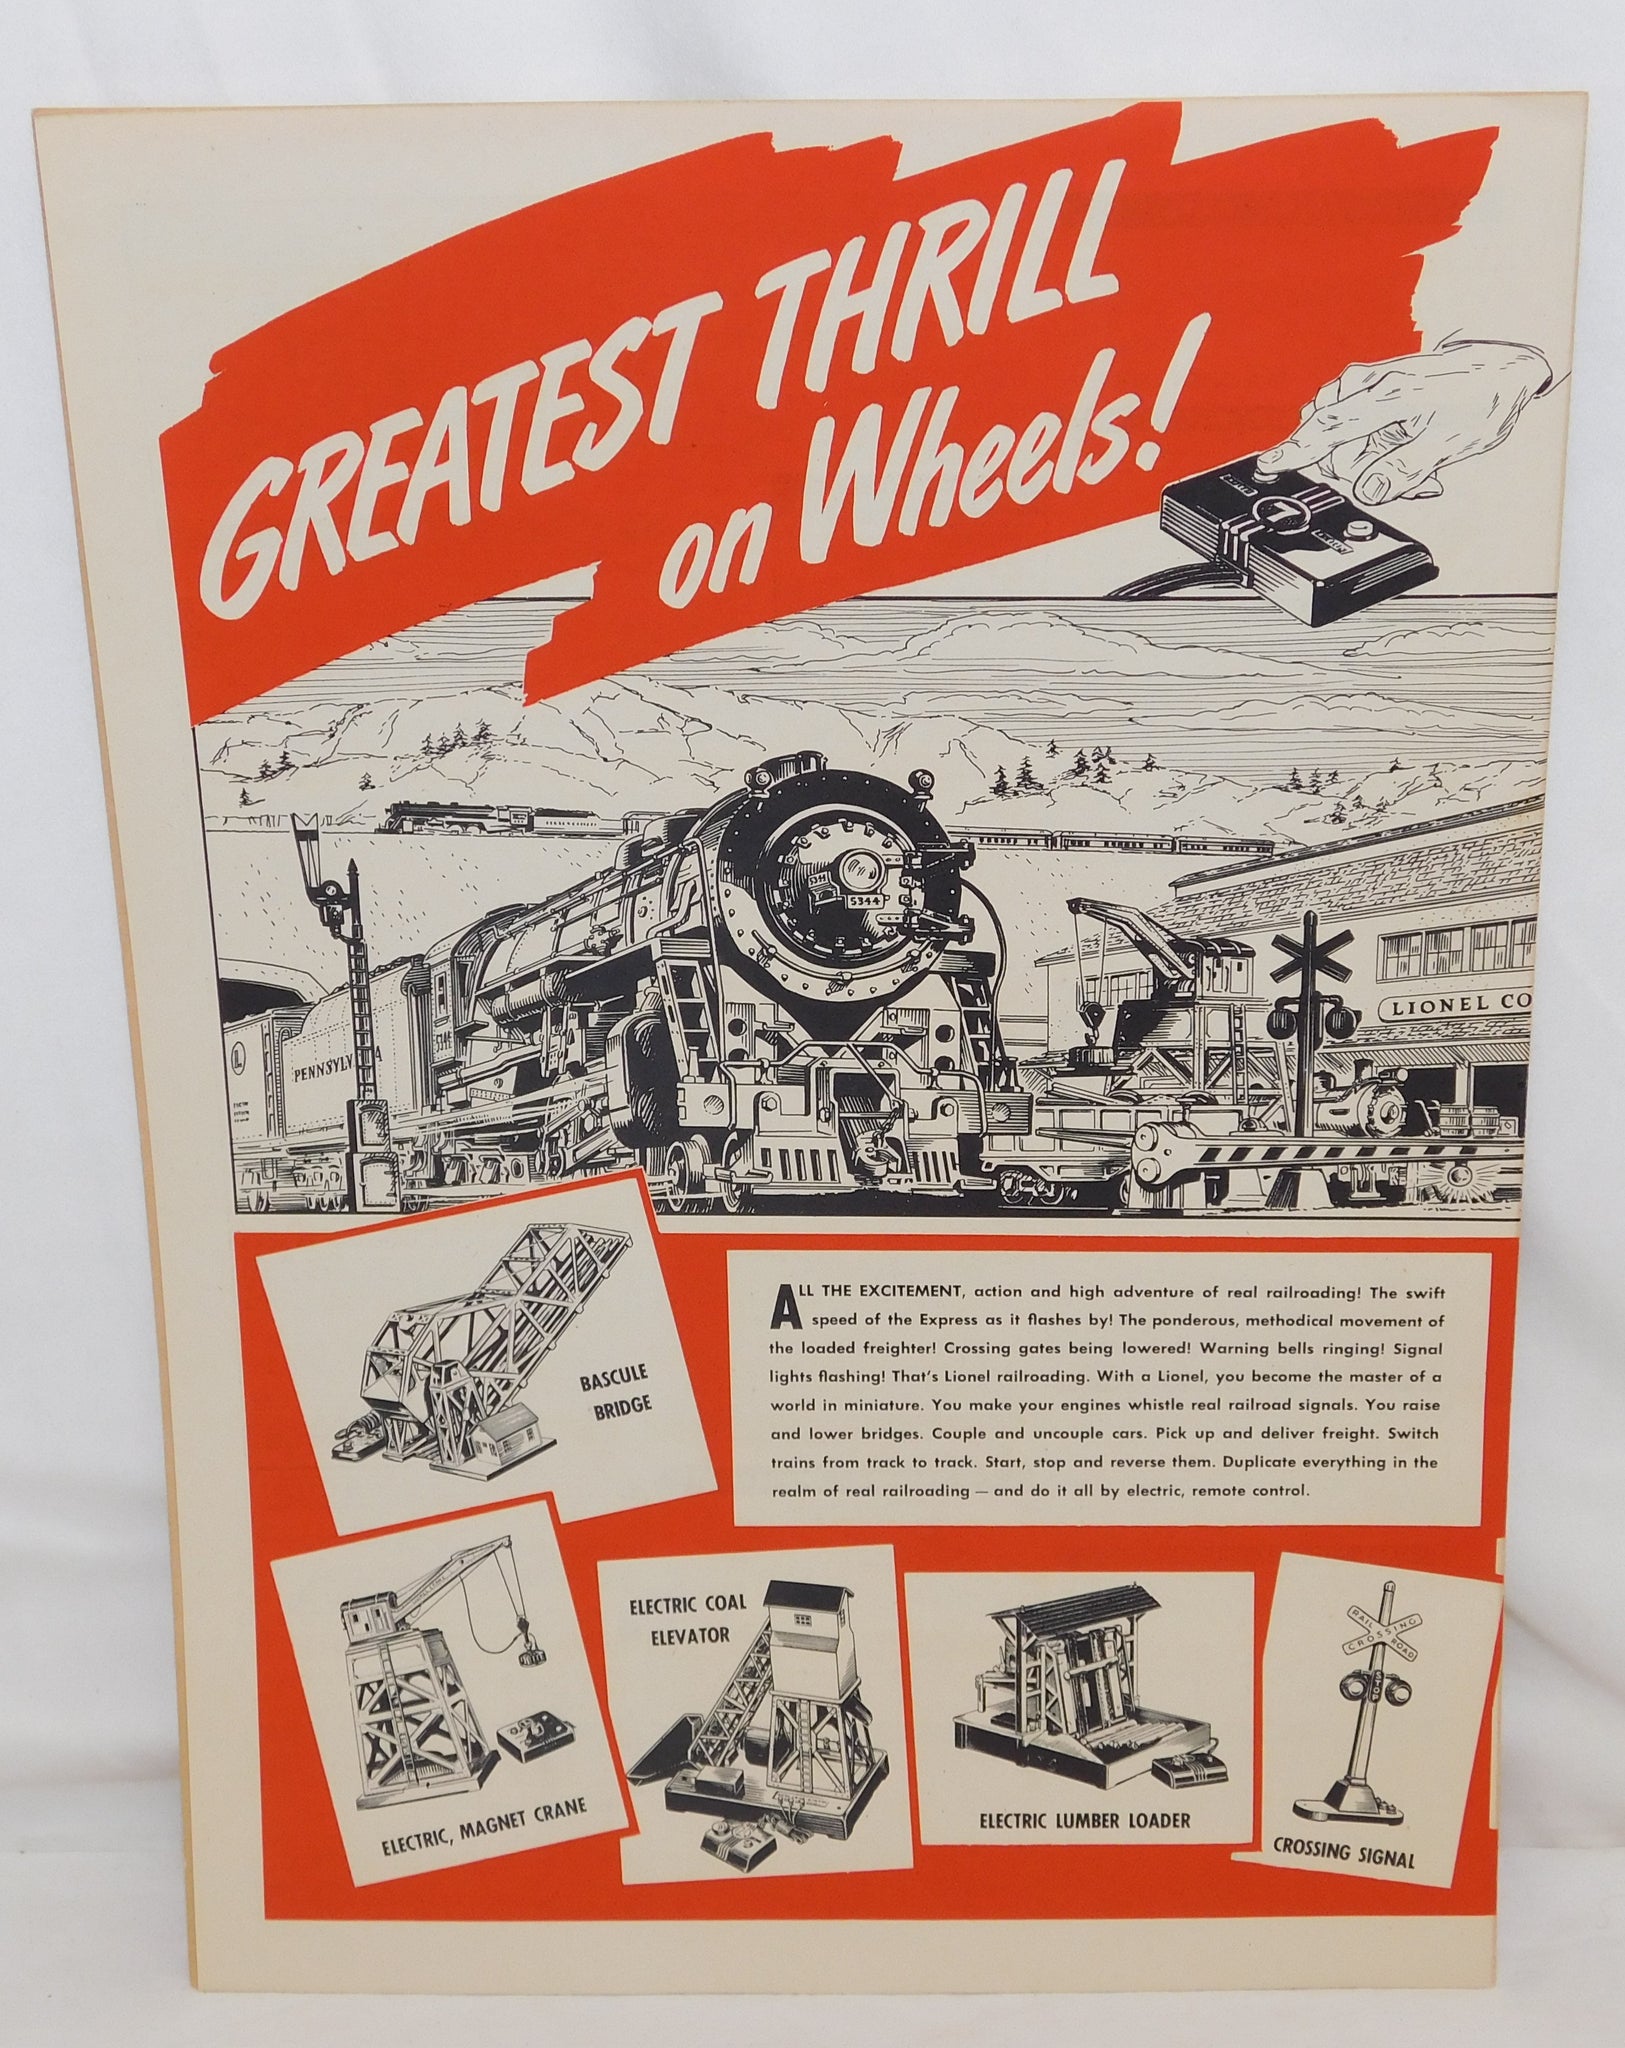 GREATEST THRILL
on Wheels!
L
5344
5344
5344
PENNSYLV A
L
LIONEL CO
BASCULE
BRIDGE
ALL THE EXCITEMENT, action and high adventure of real railroading! The swift
speed of the Express as it flashes by! The ponderous, methodical movement of
the loaded freighter! Crossing gates being lowered! Warning bells ringing! Signal
lights flashing! That's Lionel railroading. With a Lionel, you become the master of a
world in miniature. You make your engines whistle real railroad signals. You raise
and lower bridges. Couple and uncouple cars. Pick up and deliver freight. Switch
trains from track to track. Start, stop and reverse them. Duplicate everything in the
realm of real railroading — and do it all by electric, remote control.
ELECTRIC, MAGNET CRANE
ELECTRIC COAL
ELEVATOR
ELECTRIC LUMBER LOADER
RAIL ROAD
CROSSING
STOP
CROSSING SIGNAL